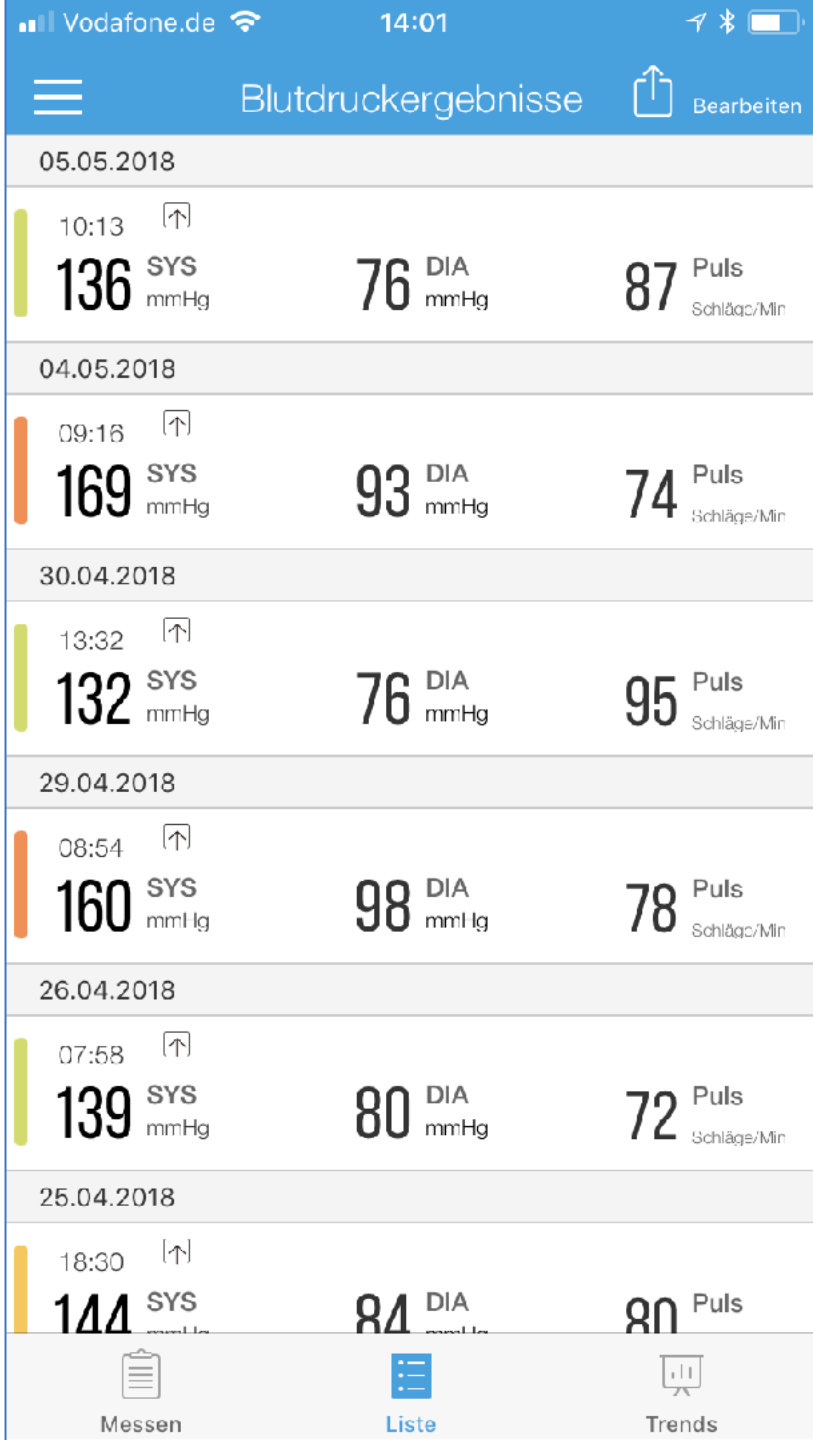 Vodafone.de 14:01
Blutdruckergebnisse Bearbeiten
05.05.2018
10:13
136 SYS mmHg 76 DIA mmHg 87 Puls Schläge/Min
04.05.2018
09:16
169 SYS mmHg 93 DIA mmHg 74 Puls Schläge/Min
30.04.2018
13:32
132 SYS mmHg 76 DIA mmHg 95 Puls Schläge/Min
29.04.2018
08:54
160 SYS mmHg 98 DIA mmHg 78 Puls Schläge/Min
26.04.2018
07:58
139 SYS mmHg 80 DIA mmHg 72 Puls Schläge/Min
25.04.2018
18:30
144 SYS mmHg 84 DIA mmHg 80 Puls
Messen Liste Trends